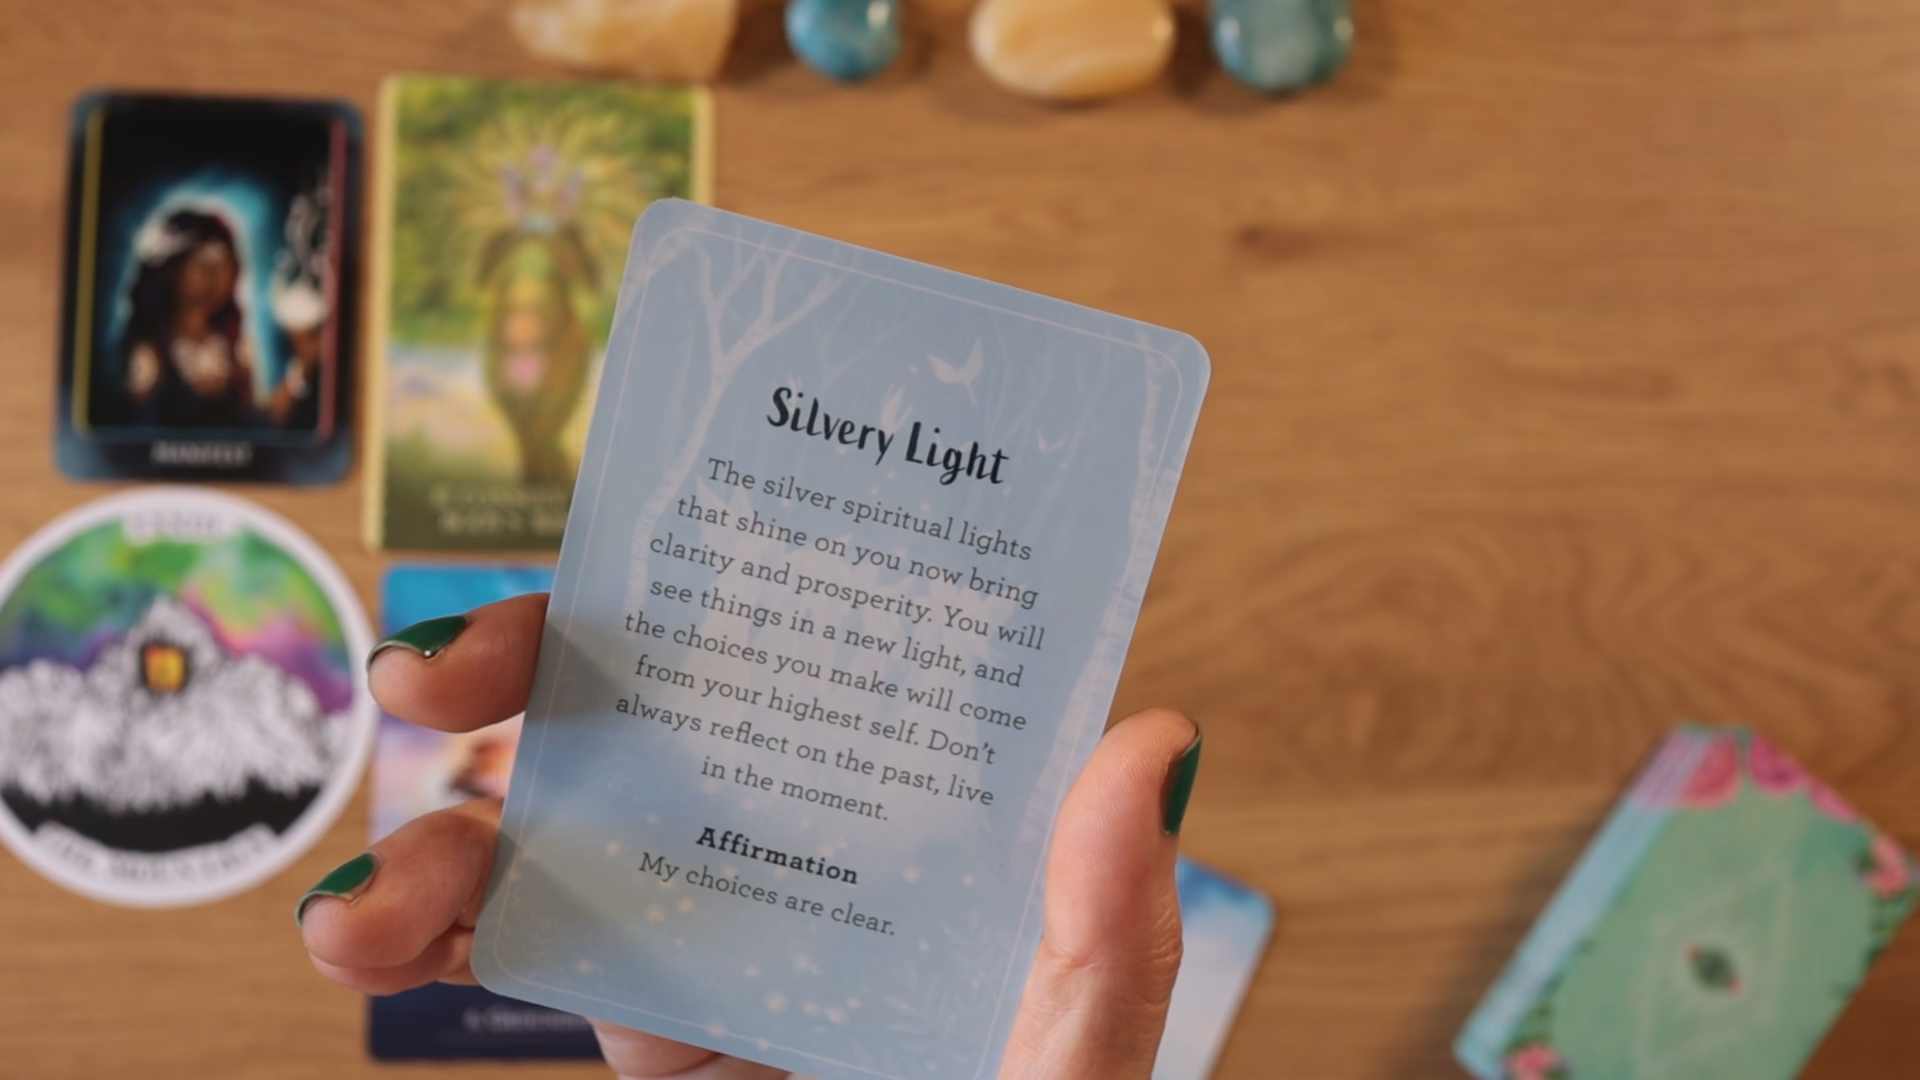 Silvery Light
The silver spiritual lights
that shine on you now bring
clarity and prosperity. You will
see things in a new light, and
the choices you make will come
from your highest self. Don't
always reflect on the past, live
in the moment.
Affirmation
My choices are clear.